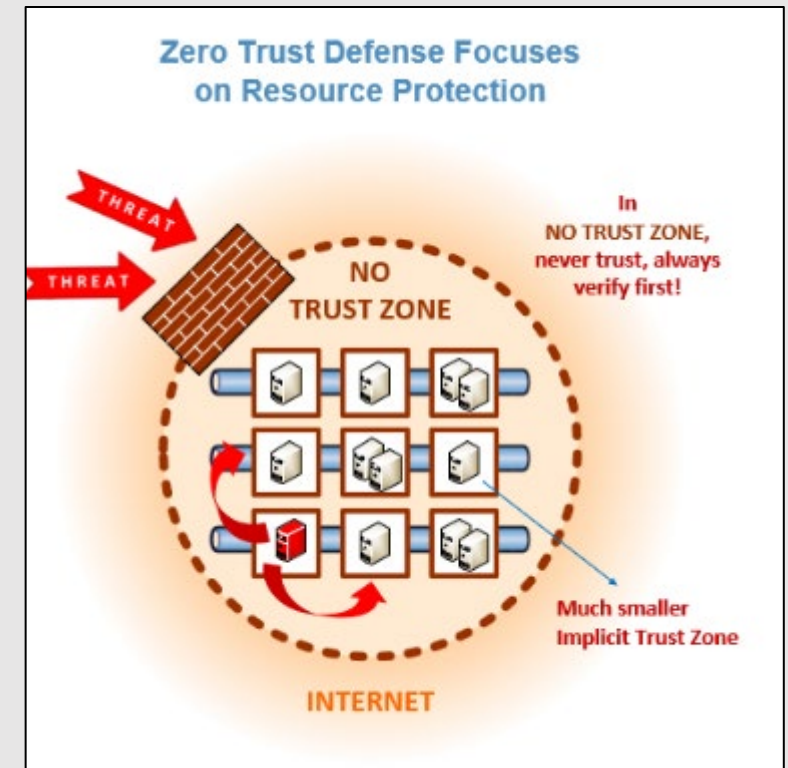 Zero Trust Defense Focuses
on Resource Protection
THREAT
THREAT
In
NO TRUST ZONE,
never trust, always
verify first!
NO
TRUST ZONE
Much smaller
Implicit Trust Zone
INTERNET